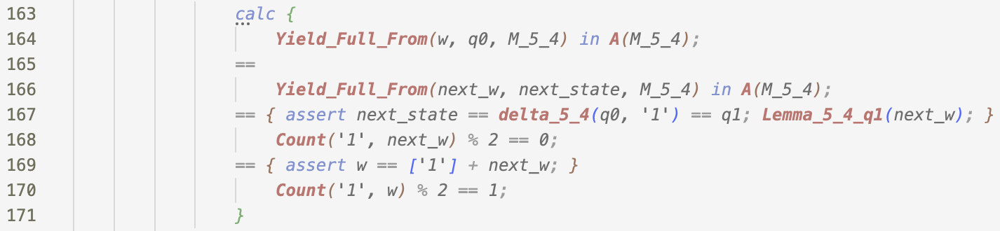 163 calc {
164 Yield_Full_From(w, q0, M_5_4) in A(M_5_4);
165 ==
166 Yield_Full_From(next_w, next_state, M_5_4) in A(M_5_4);
167 == { assert next_state == delta_5_4(q0, '1') == q1; Lemma_5_4_q1(next_w); }
168 Count('1', next_w) % 2 == 0;
169 == { assert w == ['1'] + next_w; }
170 Count('1', w) % 2 == 1;
171 }